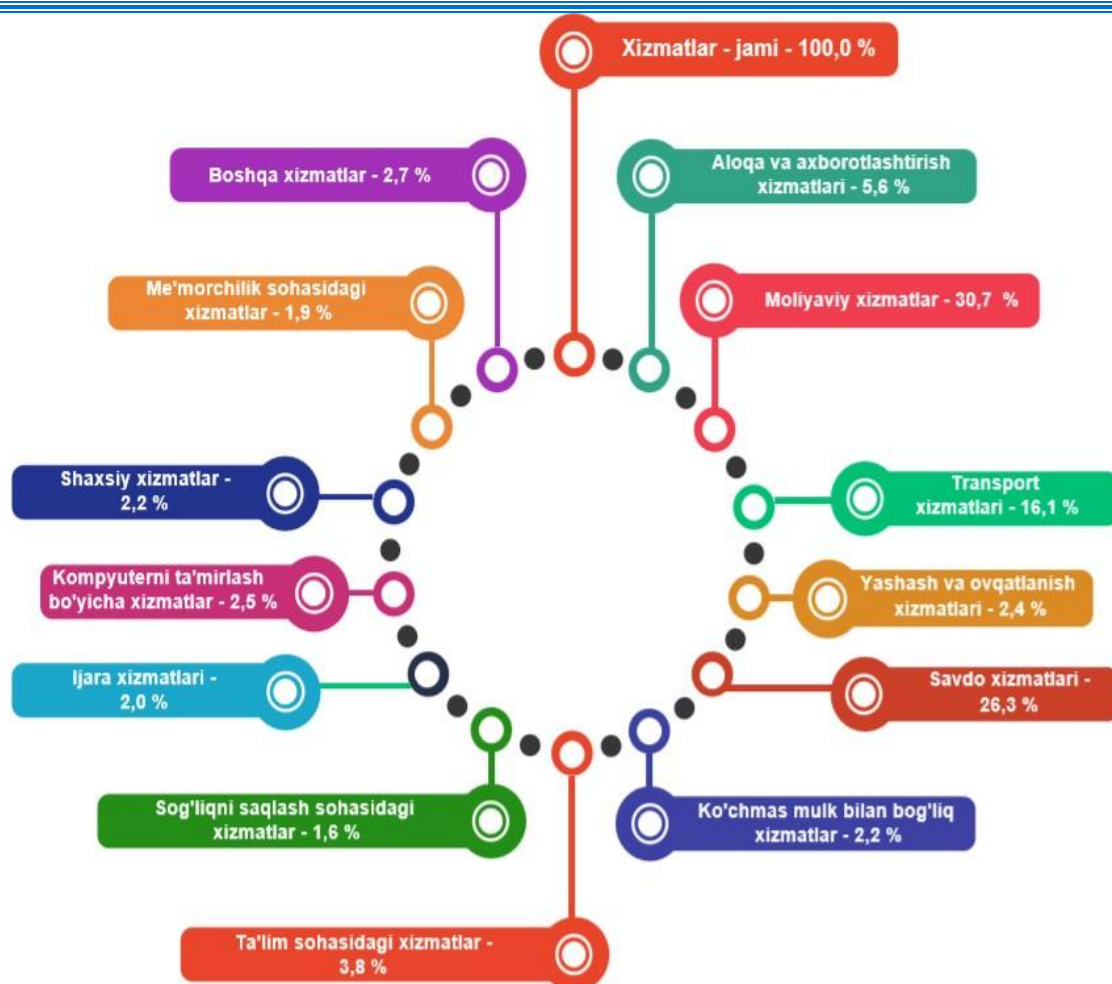 Xizmatlar - jami - 100,0 %
Boshqa xizmatlar - 2,7 %
Aloqa va axborotlashtirish
xizmatlari - 5,6 %
Me'morchilik sohasidagi
xizmatlar - 1,9 %
Moliyaviy xizmatlar - 30,7 %
Shaxsiy xizmatlar -
2,2 %
Transport
xizmatlari - 16,1 %
Kompyuterni ta'mirlash
bo'yicha xizmatlar - 2,5 %
Yashash va ovqatlanish
xizmatlari - 2,4 %
Ijara xizmatlari -
2,0 %
Savdo xizmatlari -
26,3 %
Sog'liqni saqlash sohasidagi
xizmatlar - 1,6 %
Ko'chmas mulk bilan bog'liq
xizmatlar - 2,2 %
Ta'lim sohasidagi xizmatlar -
3,8 %